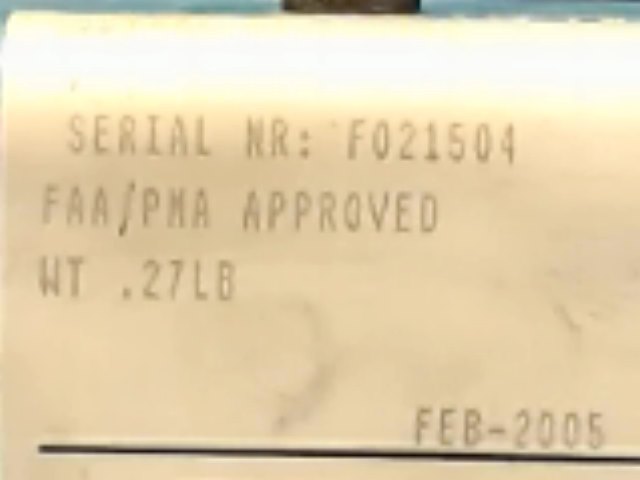 SERIAL NR: F021504
FAA/PMA APPROVED
WT .27LB
FEB-2005